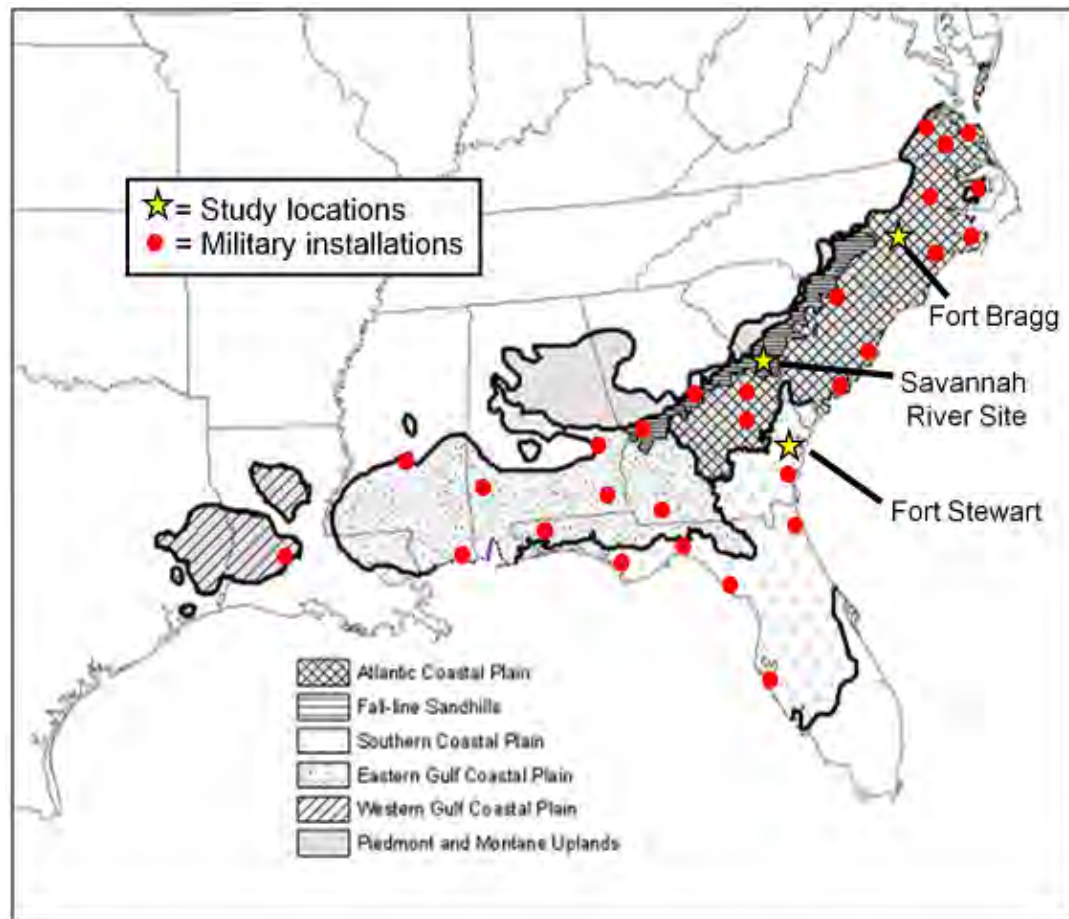 = Study locations
= Military installations
Fort Bragg
Savannah
River Site
Fort Stewart
Atlantic Coastal Plain
Fall-line Sandhills
Southern Coastal Plain
Eastern Gulf Coastal Plain
Western Gulf Coastal Plain
Piedmont and Montane Uplands